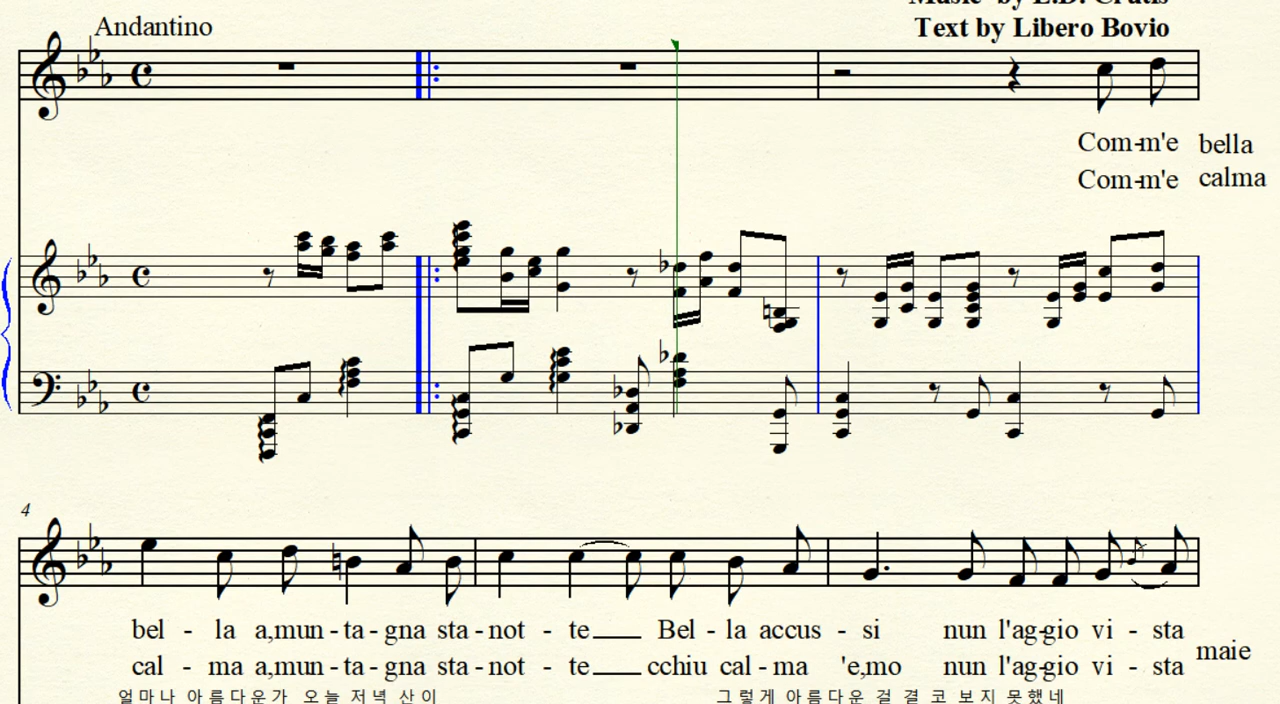 Music by E.D. Crutis
Andantino
Text by Libero Bovio
Com-m'e bella
Com-m'e calma
4
bel - la a,mun - ta - gna sta - not - te___ Bel - la accus - si nun l'ag-gio vi - sta
cal - ma a,mun - ta - gna sta - not - te___ cchiu cal - ma 'e,mo nun l'ag-gio vi - sta maie
얼마나 아름다운가 오늘 저녁 산이 그렇게 아름다운 걸 결코 보지 못했네